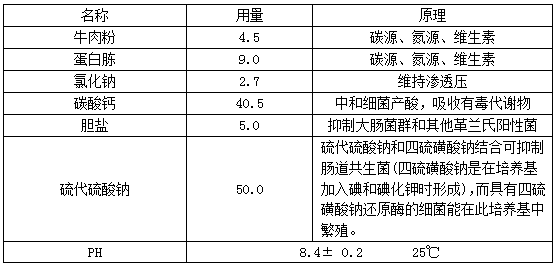 名称 用量 原理
牛肉粉 4.5 碳源、氮源、维生素
蛋白胨 9.0 碳源、氮源、维生素
氯化钠 2.7 维持渗透压
碳酸钙 40.5 中和细菌产酸，吸收有毒代谢物
胆盐 5.0 抑制大肠菌群和其他革兰氏阳性菌
硫代硫酸钠 50.0 硫代硫酸钠和四硫磺酸钠结合可抑制
肠道共生菌(四硫磺酸钠是在培养基
加入碘和碘化钾时形成)，而具有四硫
磺酸钠还原酶的细菌能在此培养基中
繁殖。
PH 8.4± 0.2 25℃